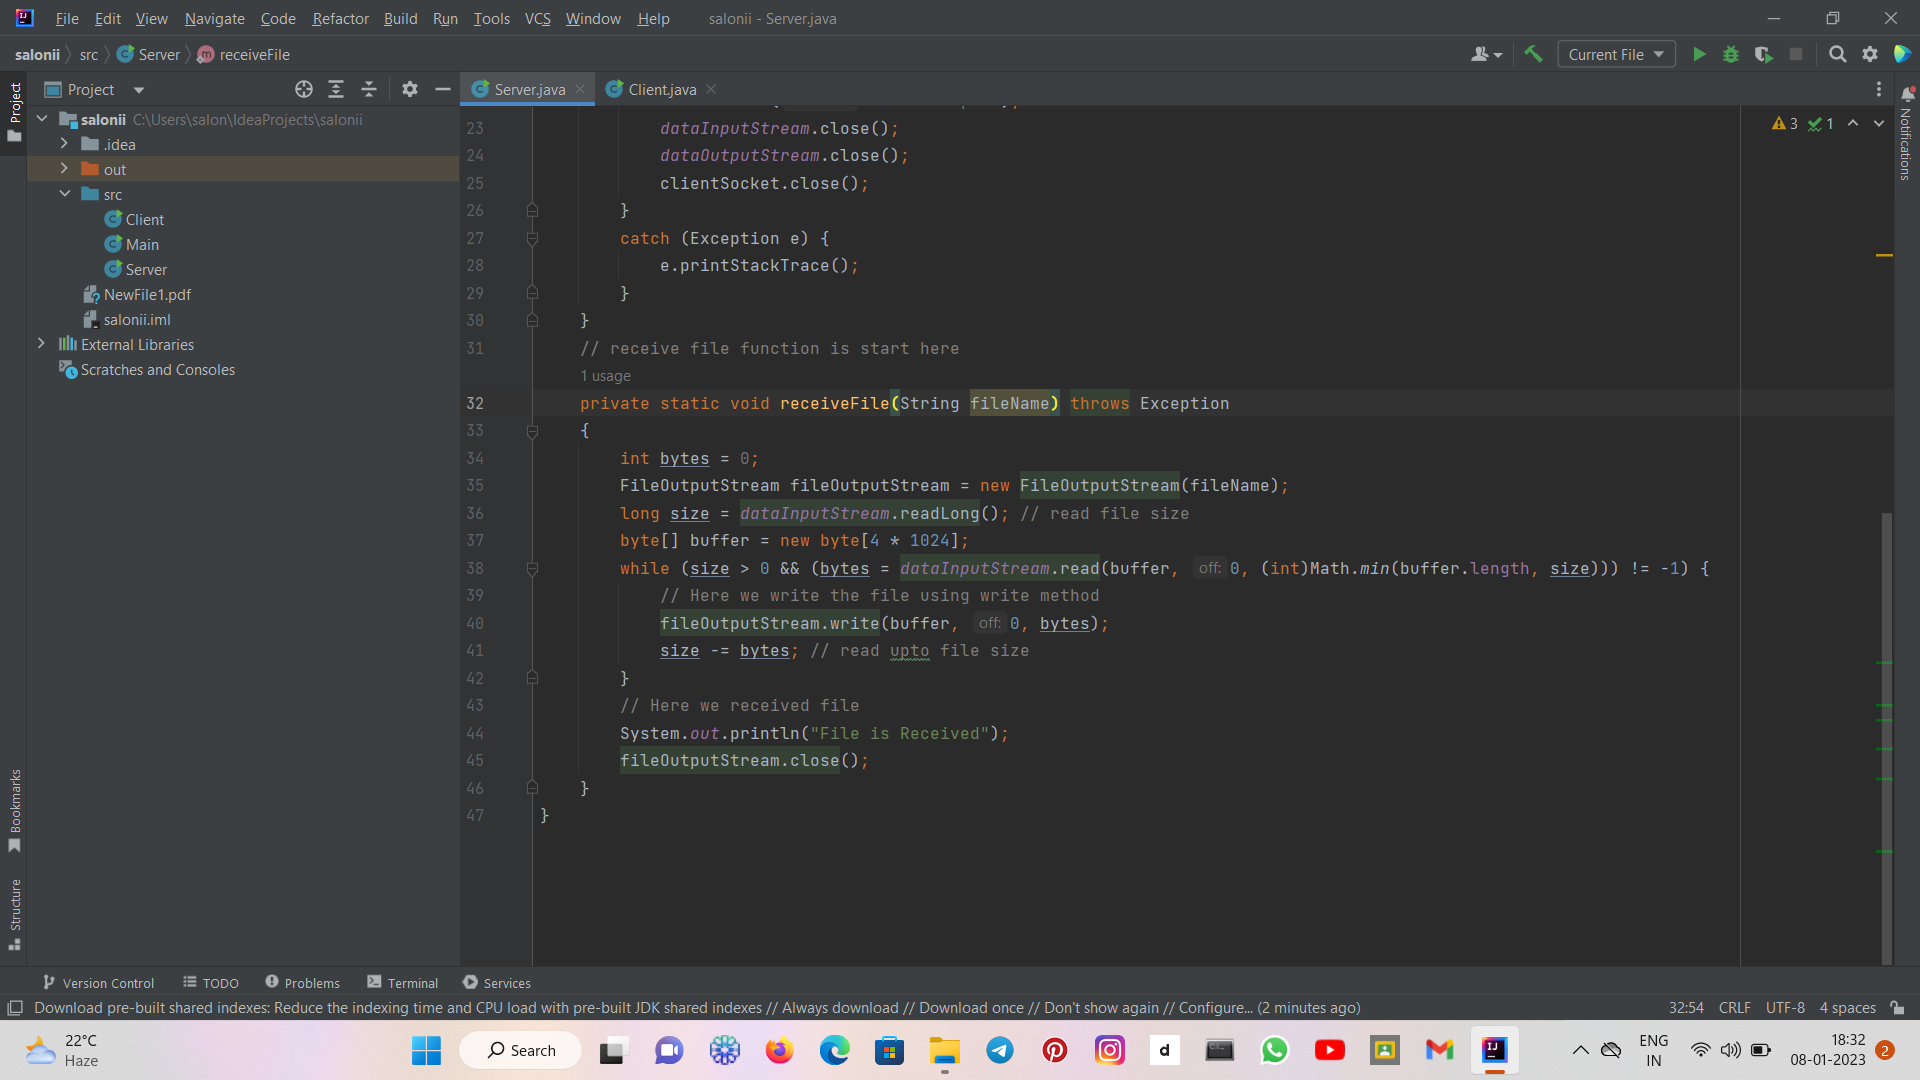 File Edit View Navigate Code Refactor Build Run Tools VCS Window Help salonii - Server.java
salonii src Server receiveFile Current File
Project Server.java Client.java
Project
Notifications
salonii C:\Users\salon\IdeaProjects\salonii
.idea
out
src
Client
Main
Server
NewFile1.pdf
salonii.iml
External Libraries
Scratches and Consoles
3 1
23 dataInputStream.close();
24 dataOutputStream.close();
25 clientSocket.close();
26 }
27 catch (Exception e) {
28 e.printStackTrace();
29 }
30 }
31 // receive file function is start here
1 usage
32 private static void receiveFile(String fileName) throws Exception
33 {
34 int bytes = 0;
35 FileOutputStream fileOutputStream = new FileOutputStream(fileName);
36 long size = dataInputStream.readLong(); // read file size
37 byte[] buffer = new byte[4 * 1024];
38 while (size > 0 && (bytes = dataInputStream.read(buffer, off: 0, (int)Math.min(buffer.length, size))) != -1) {
39 // Here we write the file using write method
40 fileOutputStream.write(buffer, off: 0, bytes);
41 size -= bytes; // read upto file size
42 }
43 // Here we received file
44 System.out.println("File is Received");
45 fileOutputStream.close();
46 }
47 }
Bookmarks
Structure
Version Control TODO Problems Terminal Services
Download pre-built shared indexes: Reduce the indexing time and CPU load with pre-built JDK shared indexes // Always download // Download once // Don't show again // Configure... (2 minutes ago) 32:54 CRLF UTF-8 4 spaces
22°C
Haze
Search
ENG
IN
18:32
08-01-2023
2